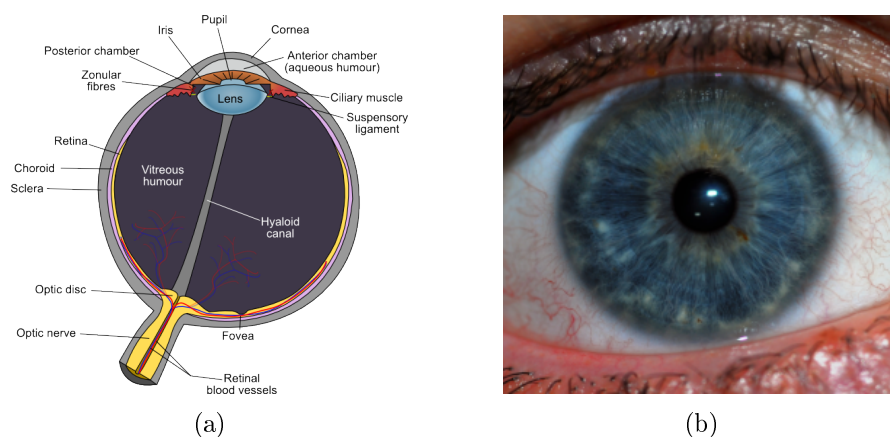 Pupil
Iris
Cornea
Posterior chamber
Anterior chamber
(aqueous humour)
Zonular
fibres
Lens
Ciliary muscle
Suspensory
ligament
Retina
Choroid
Sclera
Vitreous
humour
Hyaloid
canal
Optic disc
Optic nerve
Fovea
Retinal
blood vessels
(a)
(b)